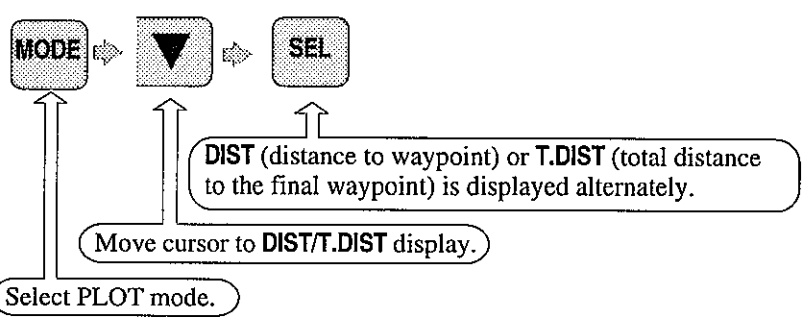 MODE SEL
DIST (distance to waypoint) or T.DIST (total distance
to the final waypoint) is displayed alternately.
Move cursor to DIST/T.DIST display.
Select PLOT mode.